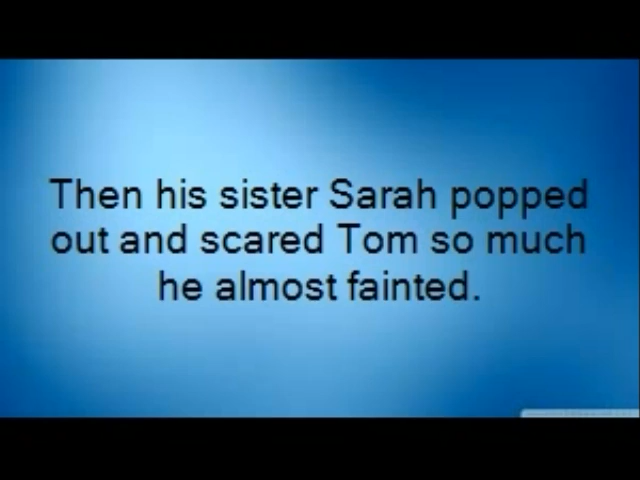 Then his sister Sarah popped
out and scared Tom so much
he almost fainted.